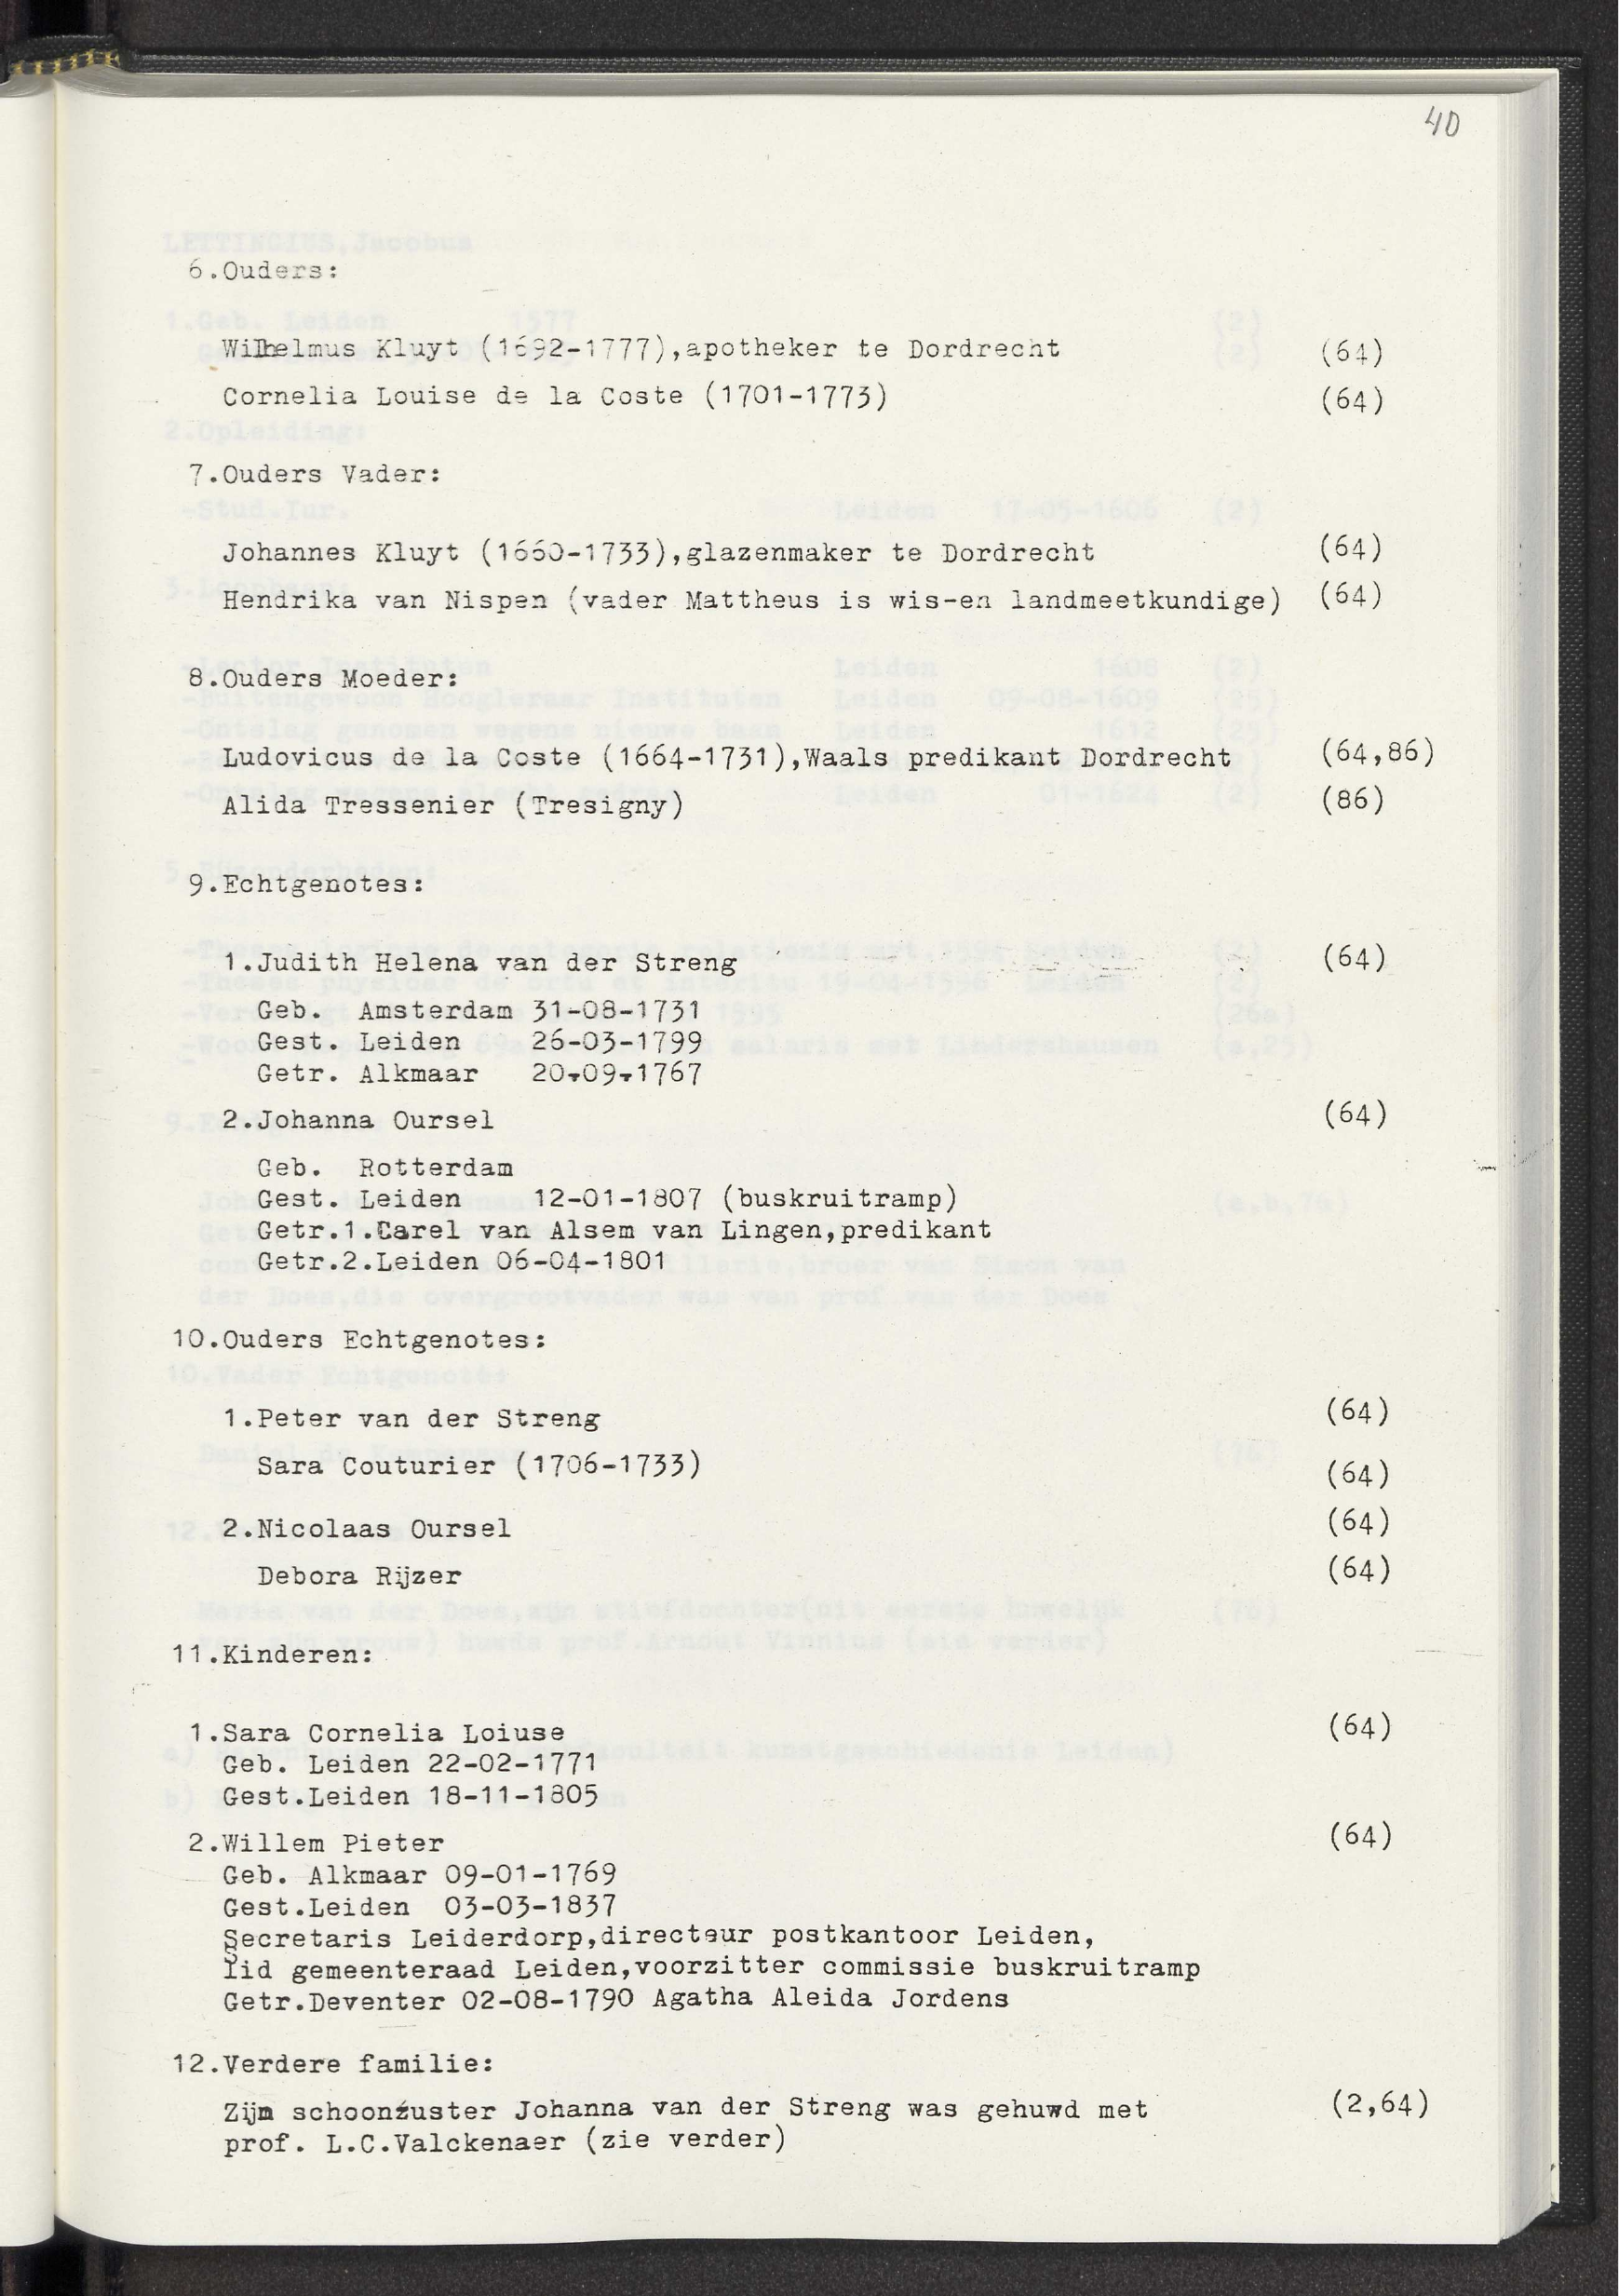 40
6.Ouders:
Wilhelmus Kluyt (1692-1777),apotheker te Dordrecht (64)
Cornelia Louise de la Coste (1701-1773) (64)
7.Ouders Vader:
Johannes Kluyt (1660-1733),glazenmaker te Dordrecht (64)
Hendrika van Nispen (vader Mattheus is wis-en landmeetkundige) (64)
8.Ouders Moeder:
Ludovicus de la Coste (1664-1731),Waals predikant Dordrecht (64,86)
Alida Tressenier (Tresigny) (86)
9.Echtgenotes:
1.Judith Helena van der Streng (64)
Geb. Amsterdam 31-08-1731
Gest. Leiden 26-03-1799
Getr. Alkmaar 20-09-1767
2.Johanna Oursel (64)
Geb. Rotterdam
Gest. Leiden 12-01-1807 (buskruitramp)
Getr.1.Carel van Alsem van Lingen,predikant
Getr.2.Leiden 06-04-1801
10.Ouders Echtgenotes:
1.Peter van der Streng (64)
Sara Couturier (1706-1733) (64)
2.Nicolaas Oursel (64)
Debora Rijzer (64)
11.Kinderen:
1.Sara Cornelia Loiuse (64)
Geb. Leiden 22-02-1771
Gest.Leiden 18-11-1805
2.Willem Pieter (64)
Geb. Alkmaar 09-01-1769
Gest.Leiden 03-03-1837
Secretaris Leiderdorp,directeur postkantoor Leiden,
lid gemeenteraad Leiden,voorzitter commissie buskruitramp
Getr.Deventer 02-08-1790 Agatha Aleida Jordens
12.Verdere familie:
Zijn schoonzuster Johanna van der Streng was gehuwd met (2,64)
prof. L.C.Valckenaer (zie verder)